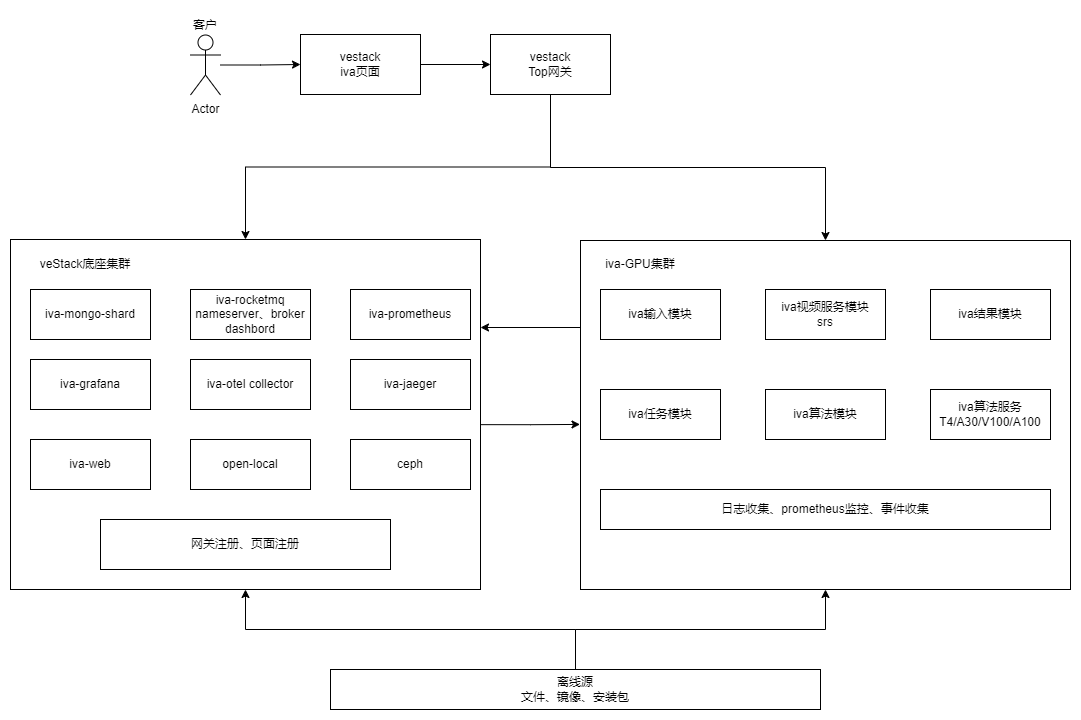 客户
Actor
vestack
iva页面
vestack
Top网关
veStack底座集群
iva-mongo-shard
iva-rocketmq
nameserver、broker
dashbord
iva-prometheus
iva-grafana
iva-otel collector
iva-jaeger
iva-web
open-local
ceph
网关注册、页面注册
iva-GPU集群
iva输入模块
iva视频服务模块
srs
iva结果模块
iva任务模块
iva算法模块
iva算法服务
T4/A30/V100/A100
日志收集、prometheus监控、事件收集
离线源
文件、镜像、安装包